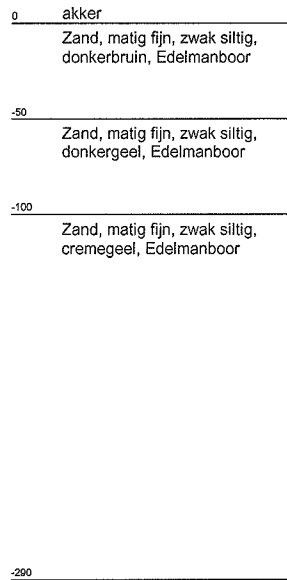 0 akker
Zand, matig fijn, zwak siltig,
donkerbruin, Edelmanboor
-50
Zand, matig fijn, zwak siltig,
donkergeel, Edelmanboor
-100
Zand, matig fijn, zwak siltig,
cremegeel, Edelmanboor
-290